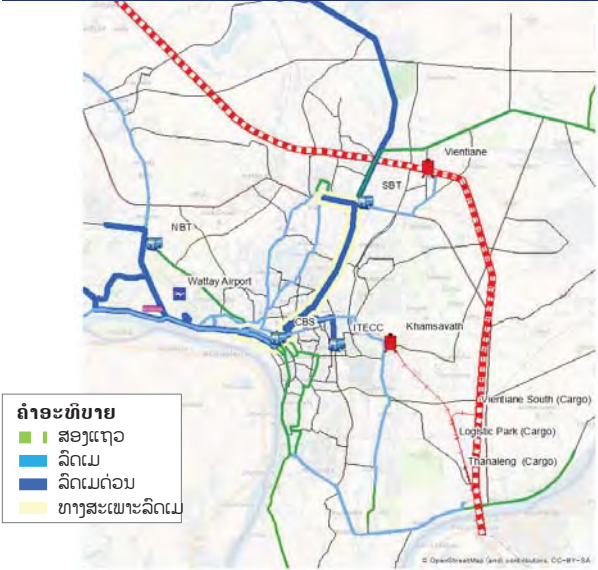 Vientiane
SBT
NBT
Wattay Airport
CBS
ITECC
Khamsavath
Vientiane South (Cargo)
Logistic Park (Cargo)
Thanaleng (Cargo)
ຄຳອະທິບາຍ
ສອງແຖວ
ລົດເມ
ລົດເມດ່ວນ
ທາງສະເພາະລົດເມ
© OpenStreetMap (and) contributors, CC-BY-SA